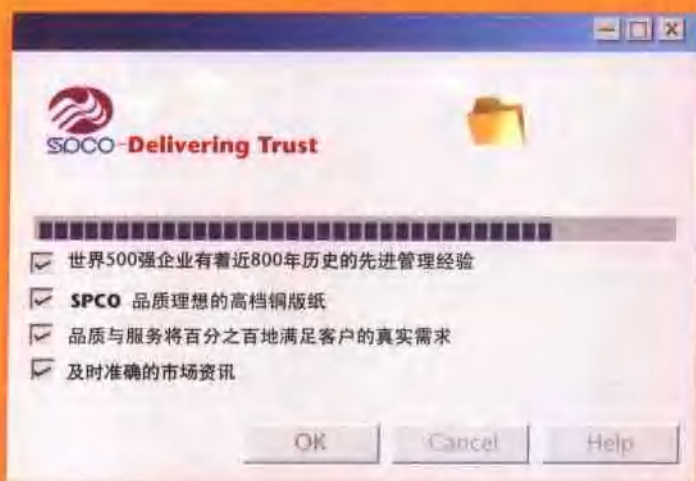 SPCO-Delivering Trust
世界500强企业有着近800年历史的先进管理经验
SPCO 品质理想的高档铜版纸
品质与服务将百分之百地满足客户的真实需求
及时准确的市场资讯
OK Cancel Help